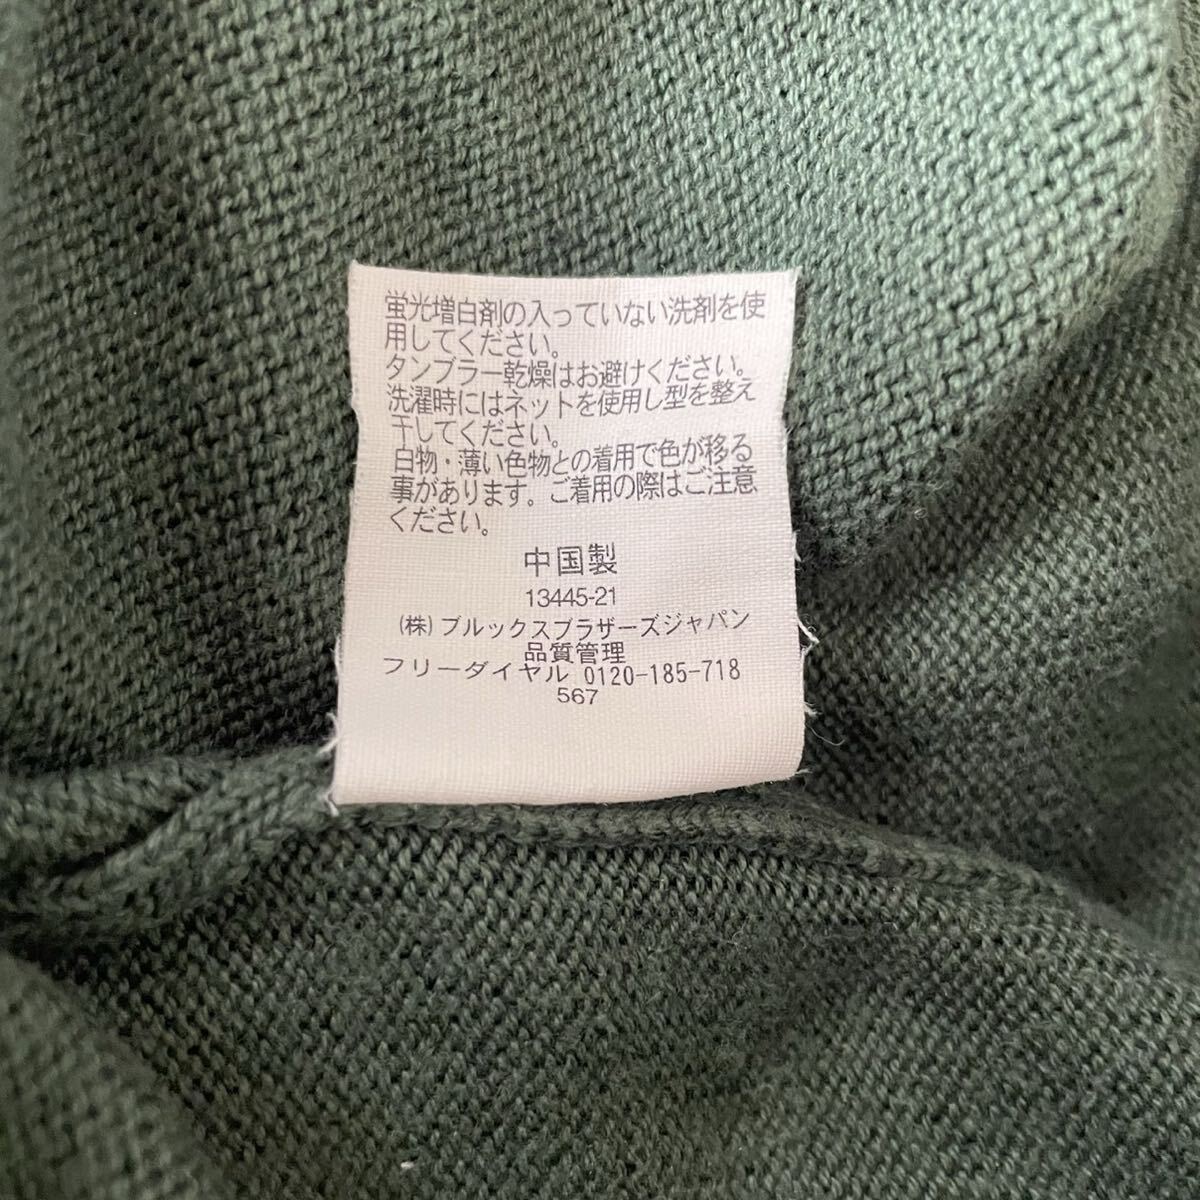 蛍光増白剤の入っていない洗剤を使
用してください。
タンブラー乾燥はお避けください。
洗濯時にはネットを使用し型を整え
干してください。
白物・薄い色物との着用で色が移る
事があります。ご着用の際はご注意
ください。
中国製
13445-21
(株)ブルックスブラザーズジャパン
品質管理
フリーダイヤル 0120-185-718
567